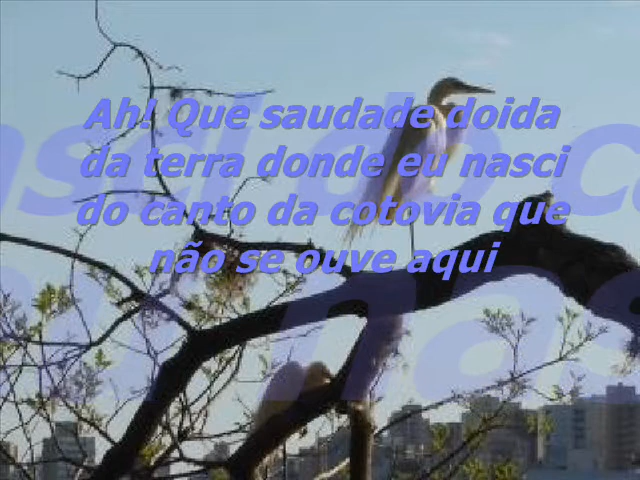 Ah! Que saudade doida
da terra donde eu nasci
do canto da cotovia que
não se ouve aqui